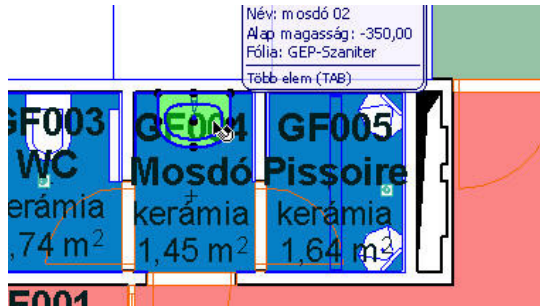 Név: mosdó 02
Alap magasság: -350,00
Fólia: GEP-Szaniter
Több elem (TAB)
GF003
WC
kerámia
,74 m²
GF004
Mosdó
kerámia
1,45 m²
GF005
Pissoire
kerámia
1,64 m²
F001